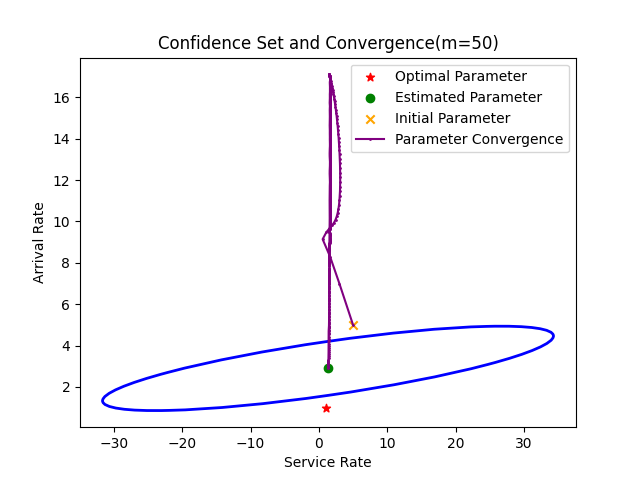 Confidence Set and Convergence(m=50)
Optimal Parameter
Estimated Parameter
Initial Parameter
Parameter Convergence
Arrival Rate
16
14
12
10
8
6
4
2
−30 −20 −10 0 10 20 30
Service Rate